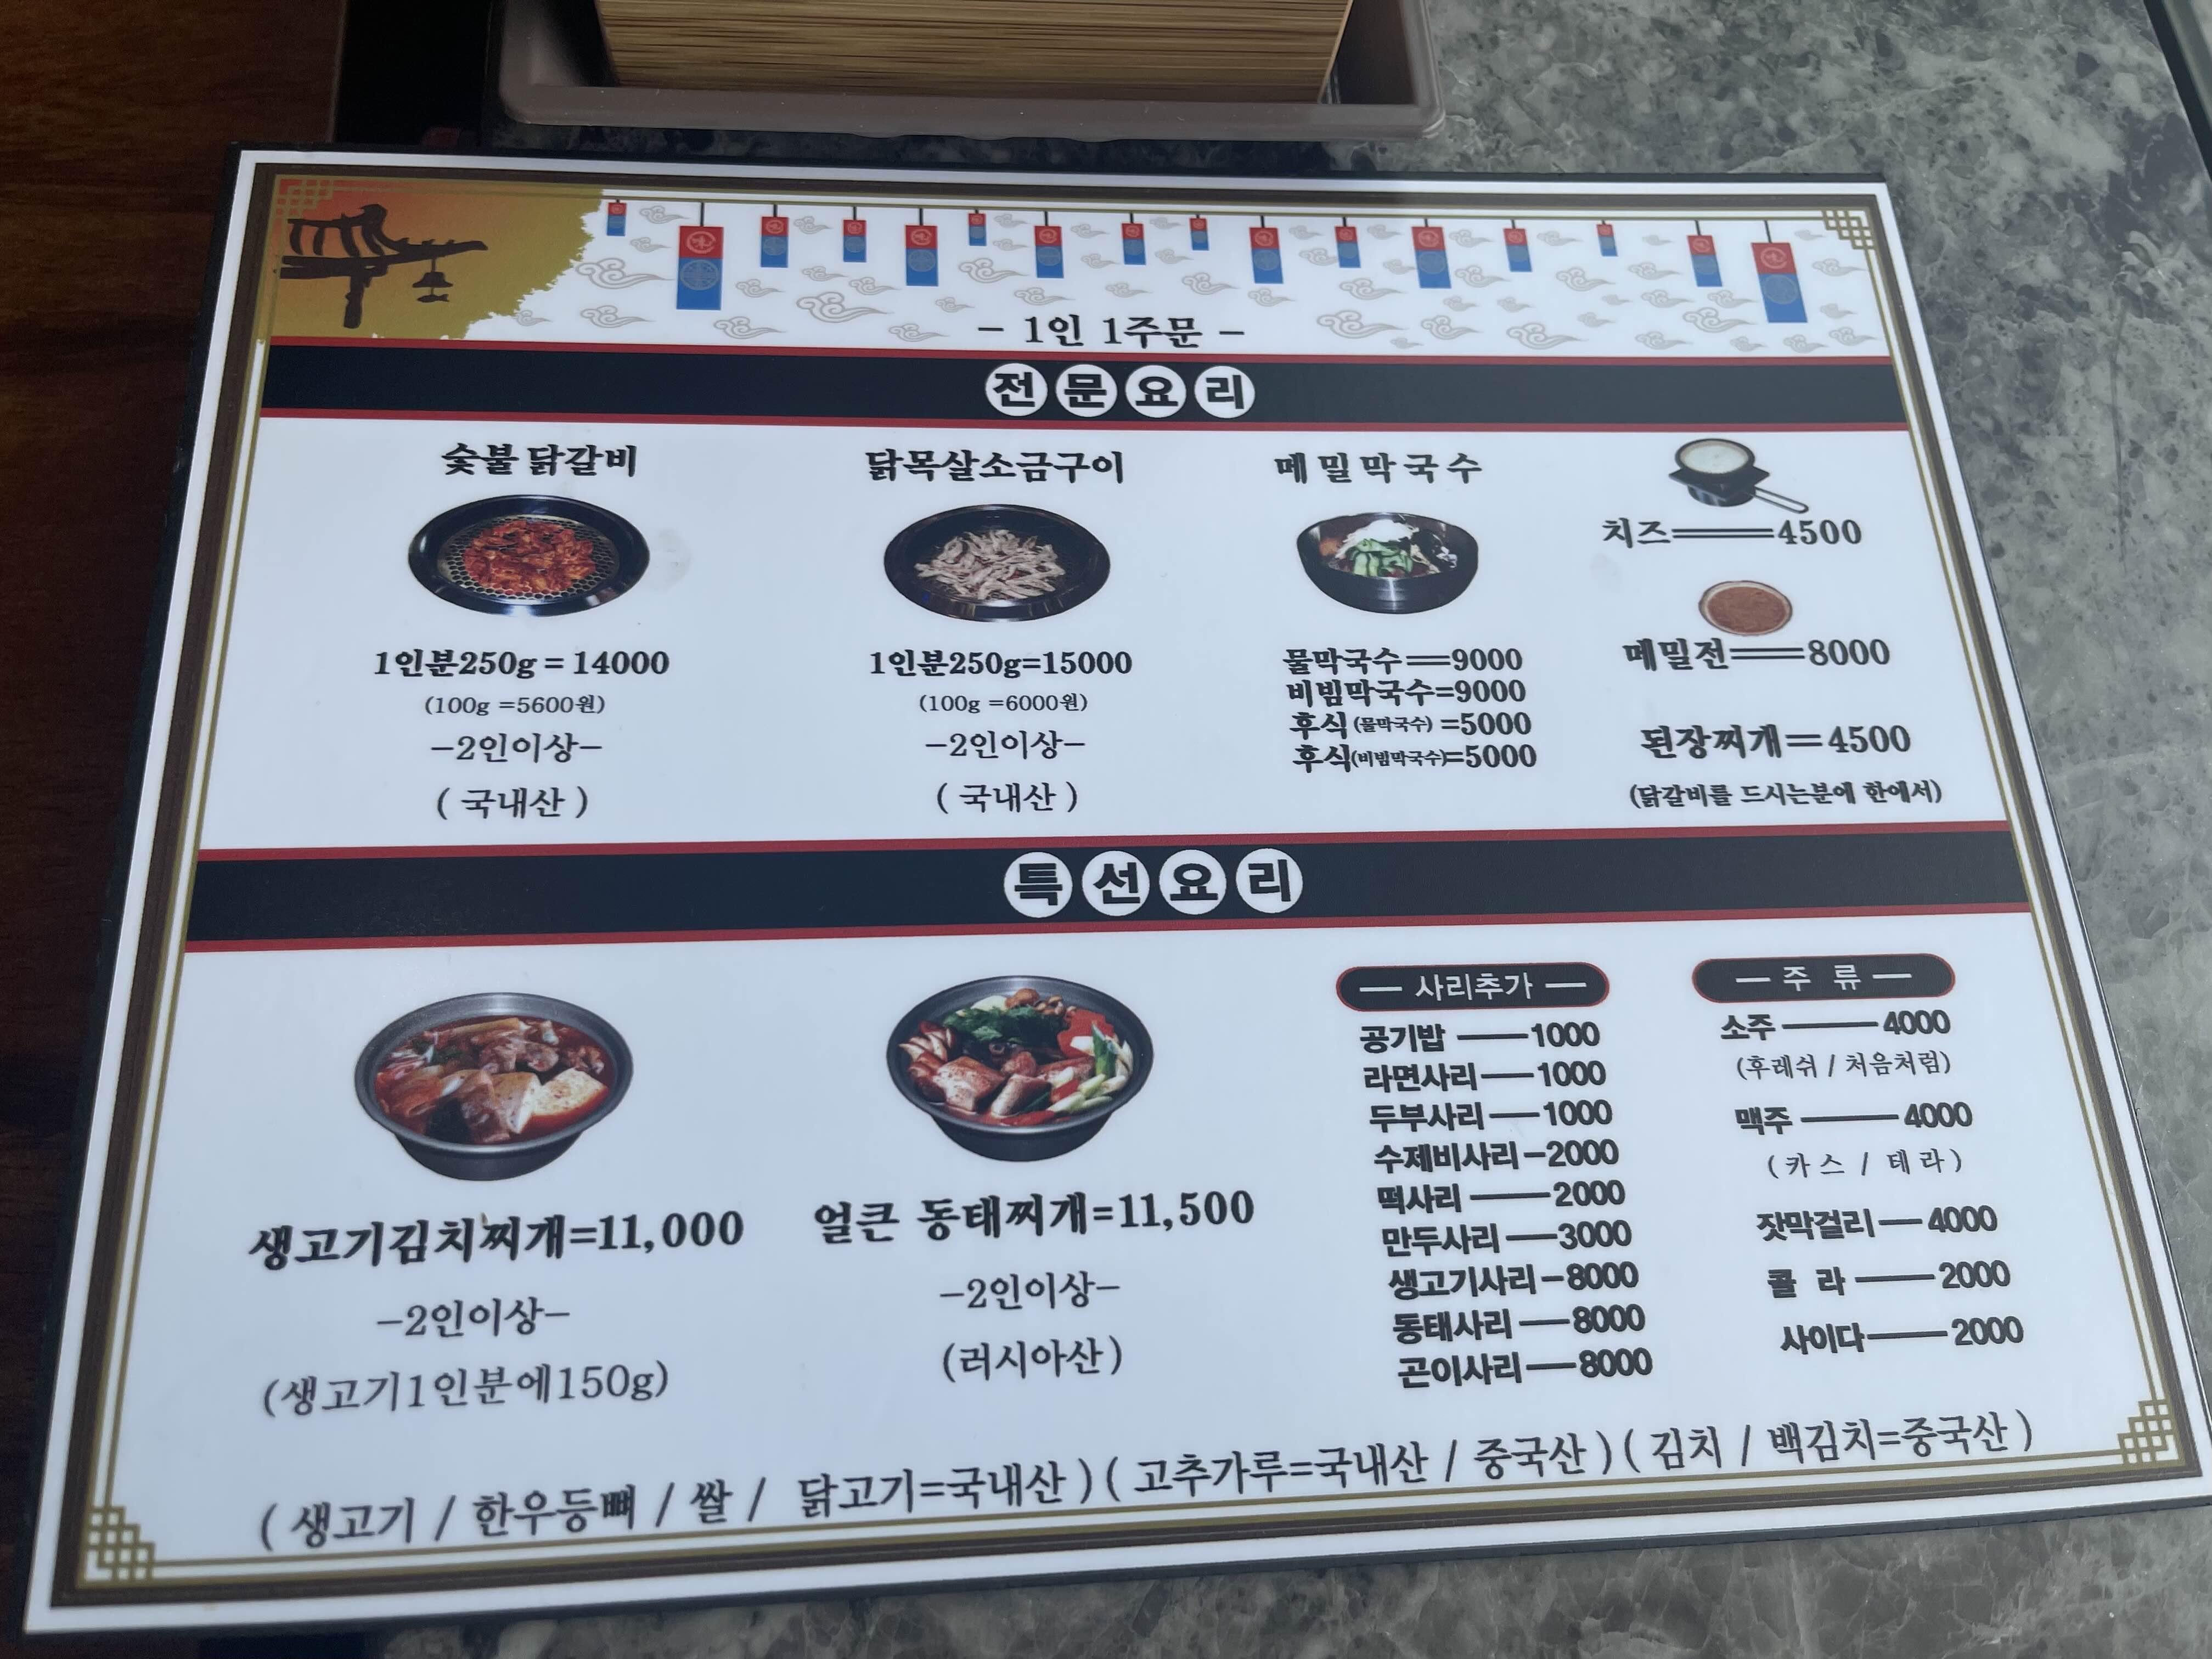 - 1인 1주문 -
전문요리
숯불 닭갈비
1인분250g = 14000
(100g =5600원)
-2인이상-
( 국내산 )
닭목살소금구이
1인분250g=15000
(100g =6000원)
-2인이상-
( 국내산 )
메밀막국수
물막국수==9000
비빔막국수=9000
후식(물막국수) =5000
후식(비빔막국수)=5000
치즈====4500
메밀전===8000
된장찌개==4500
(닭갈비를 드시는분에 한에서)
특선요리
생고기김치찌개=11,000
-2인이상-
(생고기1인분에150g)
얼큰 동태찌개=11,500
-2인이상-
(러시아산)
— 사리추가 —
공기밥 ——1000
라면사리——1000
두부사리——1000
수제비사리-2000
떡사리 ——2000
만두사리——3000
생고기사리-8000
동태사리——8000
곤이사리——8000
— 주 류 —
소주 ———4000
(후레쉬 / 처음처럼)
맥주 ———4000
( 카 스 / 테 라 )
잣막걸리—4000
콜 라 ——2000
사이다——2000
( 생고기 / 한우등뼈 / 쌀 / 닭고기=국내산 ) ( 고추가루=국내산 / 중국산 ) ( 김치 / 백김치=중국산 )